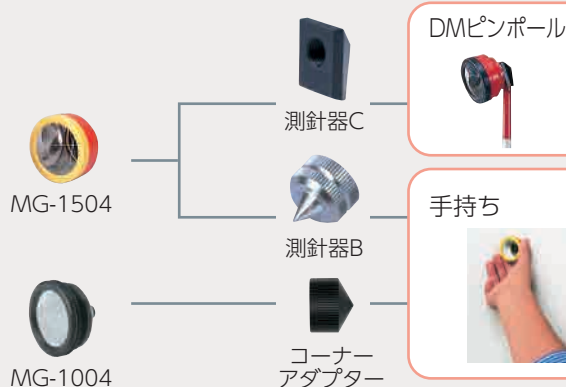 DMピンポール
測針器C
MG-1504
手持ち
測針器B
コーナー
アダプター
MG-1004